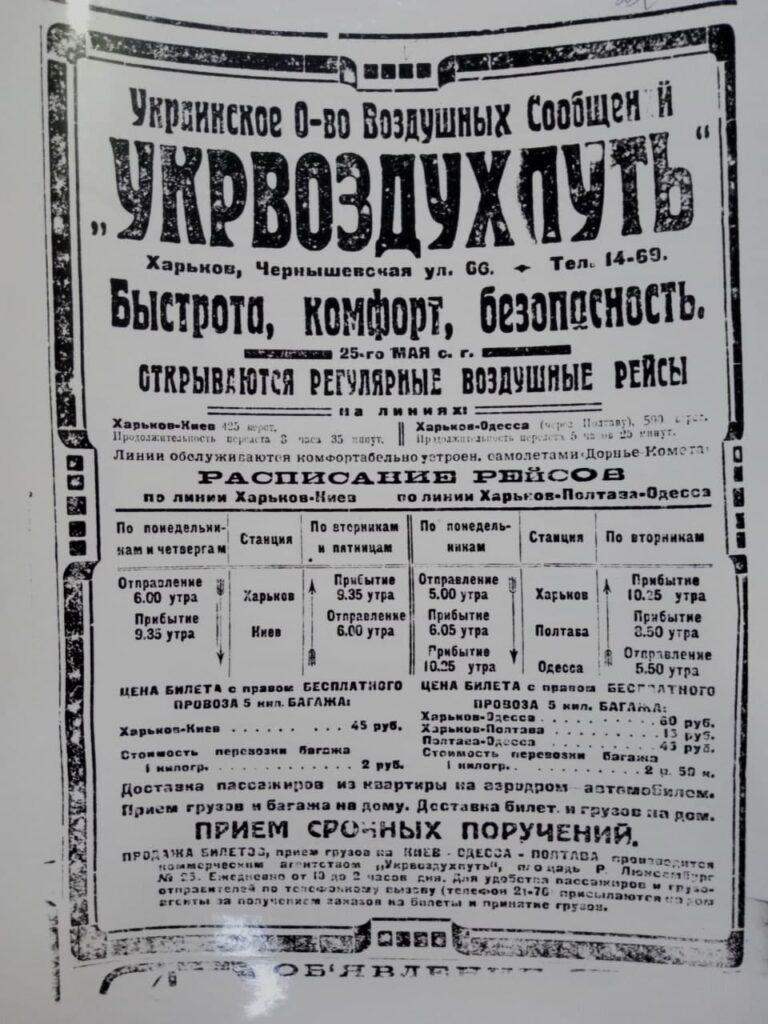 Украинское О-во Воздушных Сообщений
„УКРВОЗДУХПУТЬ“
Харьков, Чернышевская ул. 66. Тел. 14-69.
Быстрота, комфорт, безопасность.
25-го МАЯ с. г.
ОТКРЫВАЮТСЯ РЕГУЛЯРНЫЕ ВОЗДУШНЫЕ РЕЙСЫ
на линиях:
Харьков-Киев 425 верст. Харьков-Одесса (через Полтаву), 590 верст.
Продолжительность перелета 3 часа 35 минут. Продолжительность перелета 5 часов 25 минут.
Линии обслуживаются комфортабельно устроен. самолетами «Дорнье-Комета»
РАСПИСАНИЕ РЕЙСОВ
по линии Харьков-Киев по линии Харьков-Полтава-Одесса
По понедельни- Станция По вторникам По понедель- Станция По вторникам
кам и четвергам и пятницам никам
Отправление Харьков Прибытие Отправление Харьков Прибытие
6.00 утра 9.35 утра 5.00 утра 10.25 утра
Прибытие Киев Отправление Прибытие Полтава Прибытие
9.35 утра 6.00 утра 6.05 утра 8.50 утра
Прибытие Одесса Отправление
10.25 утра 5.50 утра
ЦЕНА БИЛЕТА с правом БЕСПЛАТНОГО ЦЕНА БИЛЕТА с правом БЕСПЛАТНОГО
ПРОВОЗА 5 кил. БАГАЖА: ПРОВОЗА 5 кил. БАГАЖА:
Харьков-Одесса 60 руб.
Харьков-Киев 45 руб. Харьков-Полтава 15 руб.
Полтава-Одесса 45 руб.
Стоимость перевозки багажа Стоимость перевозки багажа
1 килогр. 2 руб. 1 килогр. 2 р. 50 к.
Доставка пассажиров из квартиры на аэродром автомобилем.
Прием грузов и багажа на дому. Доставка билет. и грузов на дом.
ПРИЕМ СРОЧНЫХ ПОРУЧЕНИЙ.
ПРОДАЖА БИЛЕТОВ, прием грузов на КИЕВ - ОДЕССА - ПОЛТАВА производится
коммерческим агентством „Укрвоздухпуть“, площадь Р. Люксембург
№ 23. Ежедневно от 10 до 2 часов дня. Для удобства пассажиров и грузо-
отправителей по телефонному вызову (телефон 21-76) присылаются на дом
агенты за получением заказов на билеты и принятие грузов.
ОБ'ЯВЛЕНИЕ